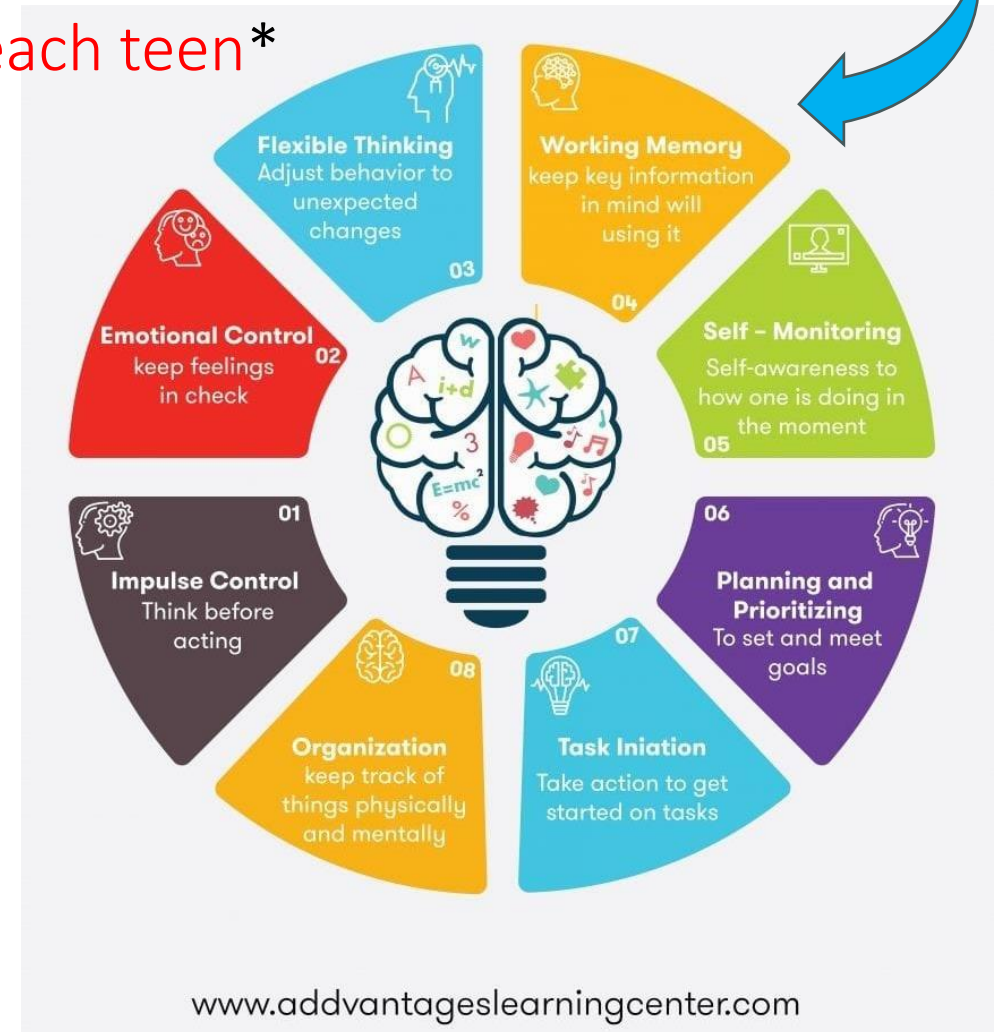 each teen*
Flexible Thinking
Adjust behavior to
unexpected
changes
03
Working Memory
keep key information
in mind will
using it
04
Emotional Control
02
keep feelings
in check
Self - Monitoring
Self-awareness to
how one is doing in
the moment
05
W
A
i+d
3
E=mc²
%
01
Impulse Control
Think before
acting
06
Planning and
Prioritizing
To set and meet
goals
08
Organization
keep track of
things physically
and mentally
07
Task Iniation
Take action to get
started on tasks
www.addvantageslearningcenter.com